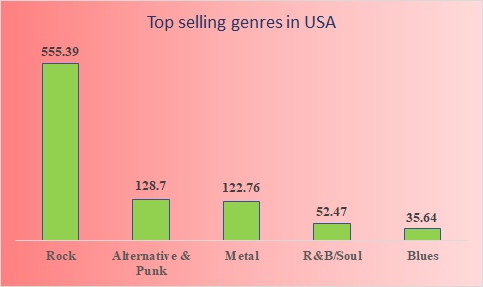 Top selling genres in USA
555.39
128.7
122.76
52.47
35.64
Rock
Alternative &
Punk
Metal
R&B/Soul
Blues